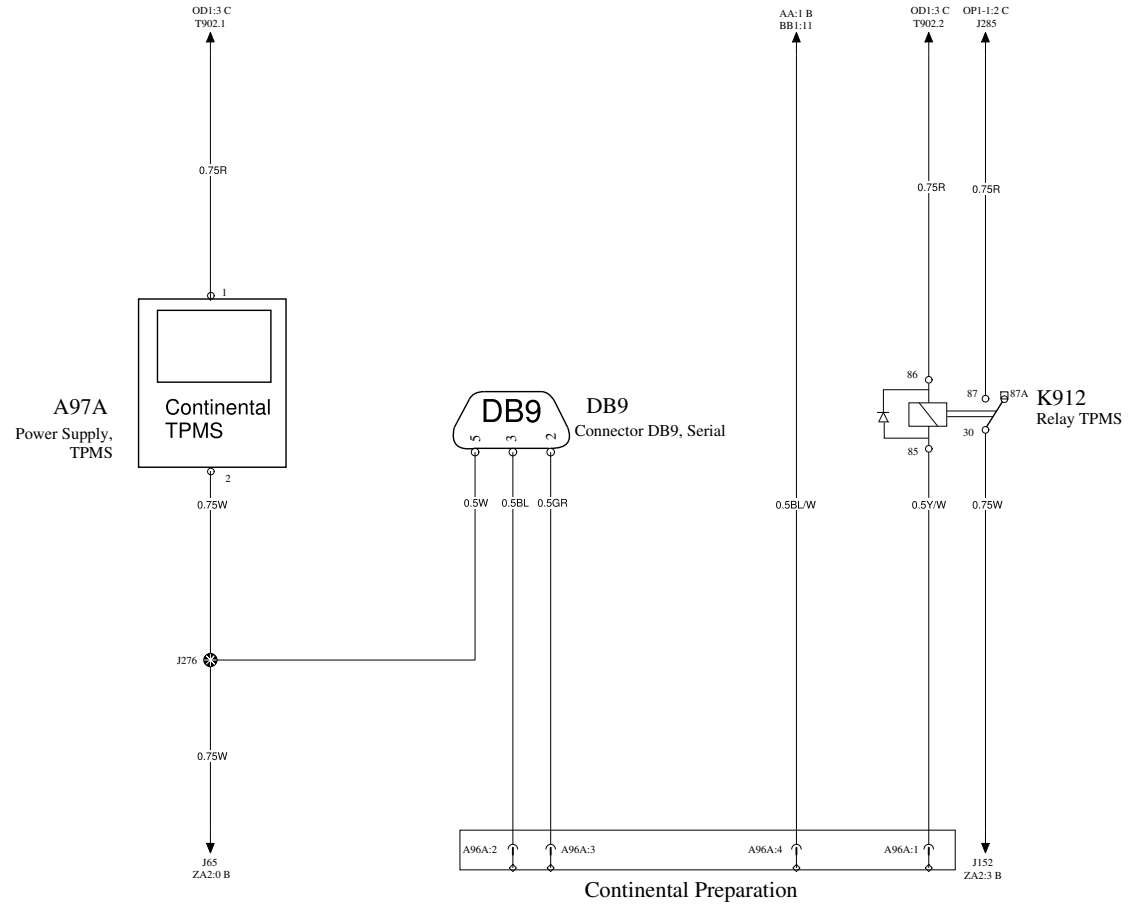 OD1:3 C
T902.1
AA:1 B
BB1:11
OD1:3 C
T902.2
OP1-1:2 C
J285
0.75R
0.75R
0.75R
1
Continental
TPMS
A97A
Power Supply,
TPMS
2
DB9
5
3
2
DB9
Connector DB9, Serial
86
87
87A
K912
Relay TPMS
30
85
0.75W
0.5W
0.5BL
0.5GR
0.5BL/W
0.5Y/W
0.75W
J276
0.75W
A96A:2
A96A:3
A96A:4
A96A:1
J65
ZA2:0 B
J152
ZA2:3 B
Continental Preparation